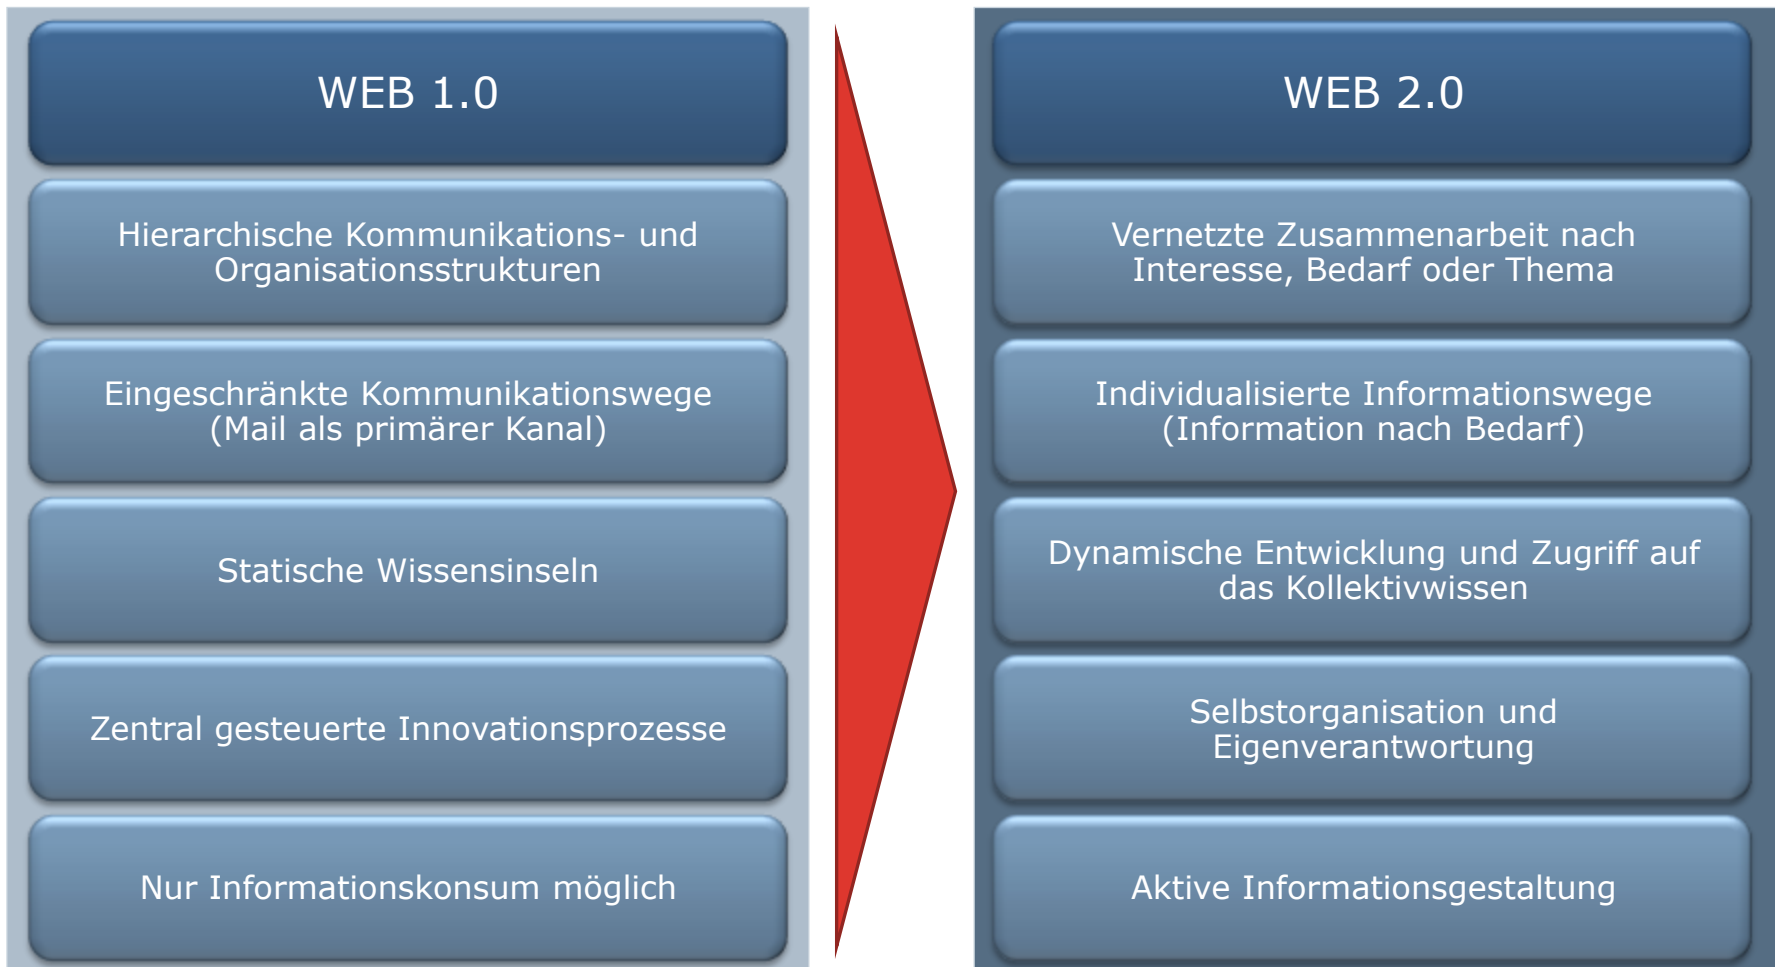 WEB 1.0
Hierarchische Kommunikations- und
Organisationsstrukturen
Eingeschränkte Kommunikationswege
(Mail als primärer Kanal)
Statische Wissensinseln
Zentral gesteuerte Innovationsprozesse
Nur Informationskonsum möglich
WEB 2.0
Vernetzte Zusammenarbeit nach
Interesse, Bedarf oder Thema
Individualisierte Informationswege
(Information nach Bedarf)
Dynamische Entwicklung und Zugriff auf
das Kollektivwissen
Selbstorganisation und
Eigenverantwortung
Aktive Informationsgestaltung